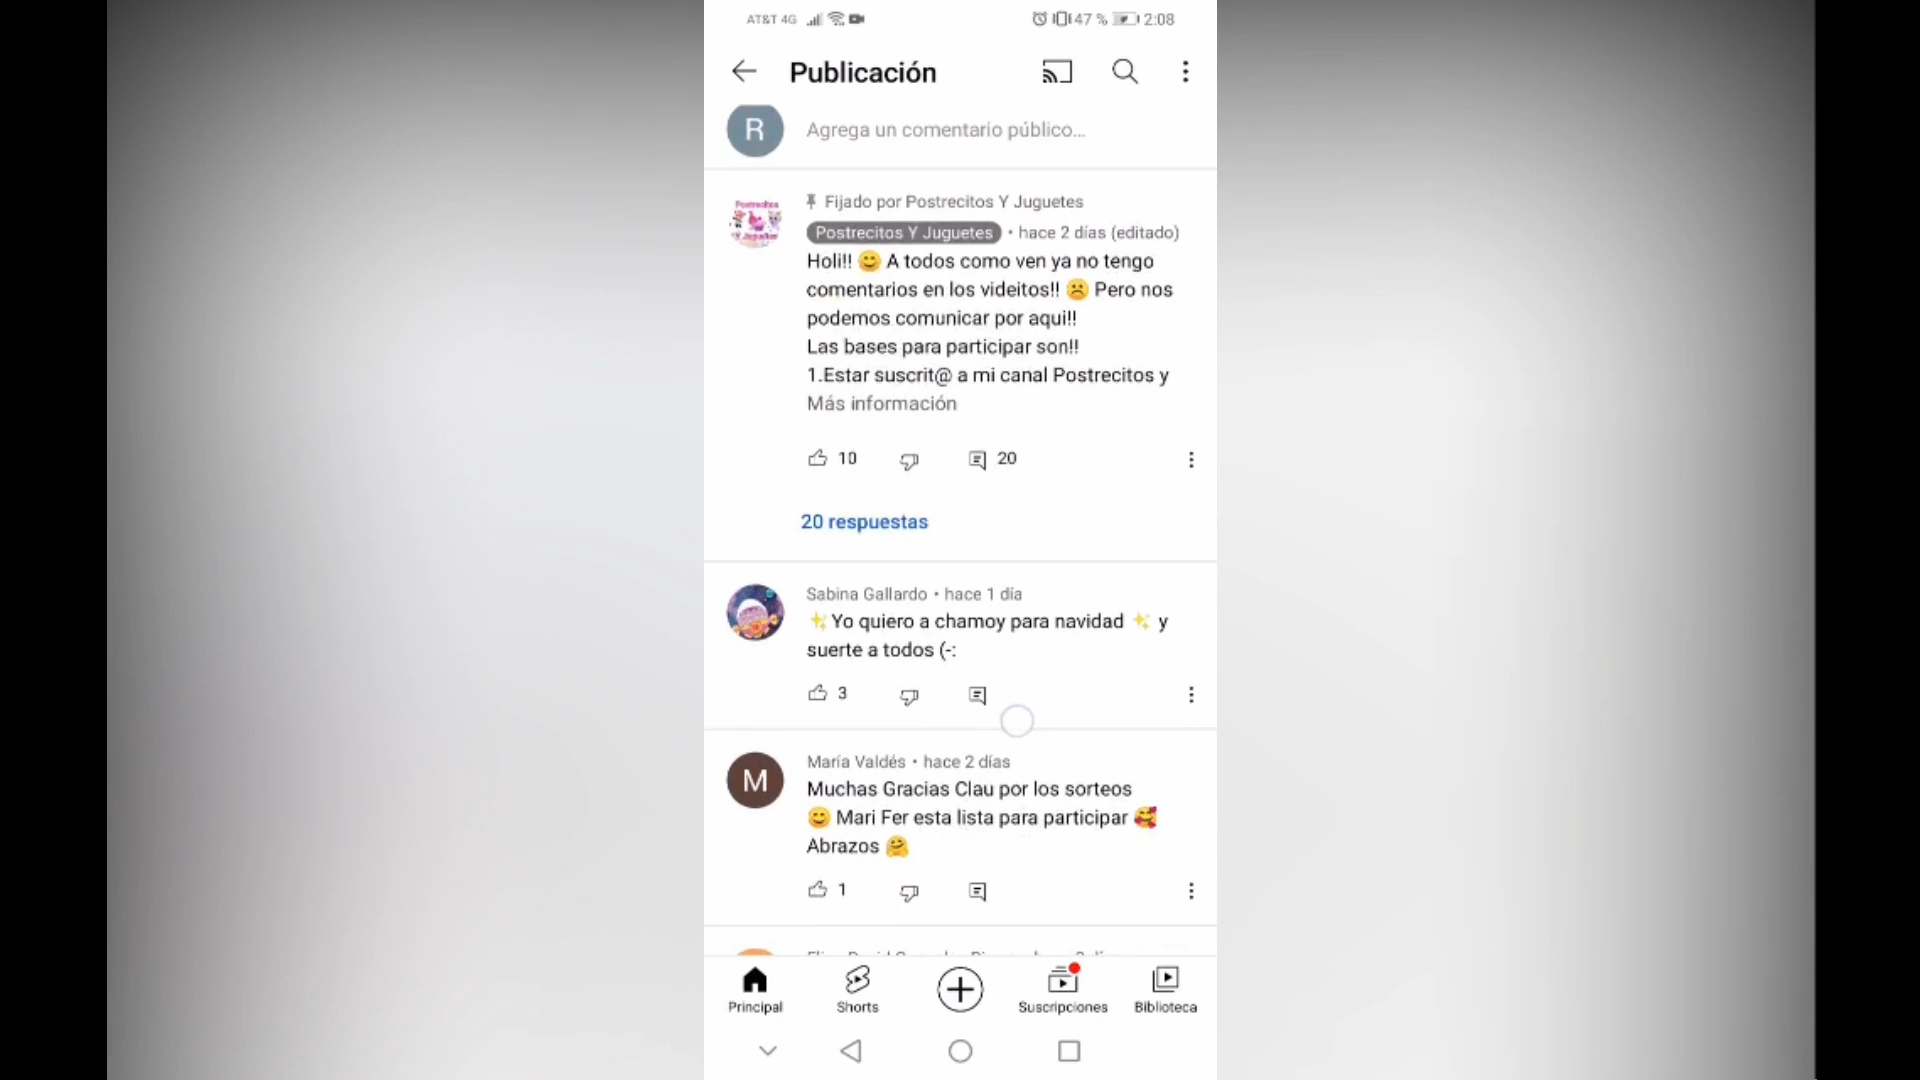 AT&T 4G 47 % 2:08
Publicación
R Agrega un comentario público...
Fijado por Postrecitos Y Juguetes
Postrecitos Y Juguetes
Postrecitos Y Juguetes • hace 2 días (editado)
Holi!! 😊 A todos como ven ya no tengo
comentarios en los videitos!! ☹️ Pero nos
podemos comunicar por aqui!!
Las bases para participar son!!
1.Estar suscrit@ a mi canal Postrecitos y
Más información
10 20
20 respuestas
Sabina Gallardo • hace 1 día
✨Yo quiero a chamoy para navidad ✨ y
suerte a todos (-:
3
María Valdés • hace 2 días
M
Muchas Gracias Clau por los sorteos
😊 Mari Fer esta lista para participar 🥰
Abrazos 🤗
1
Principal Shorts Suscripciones Biblioteca